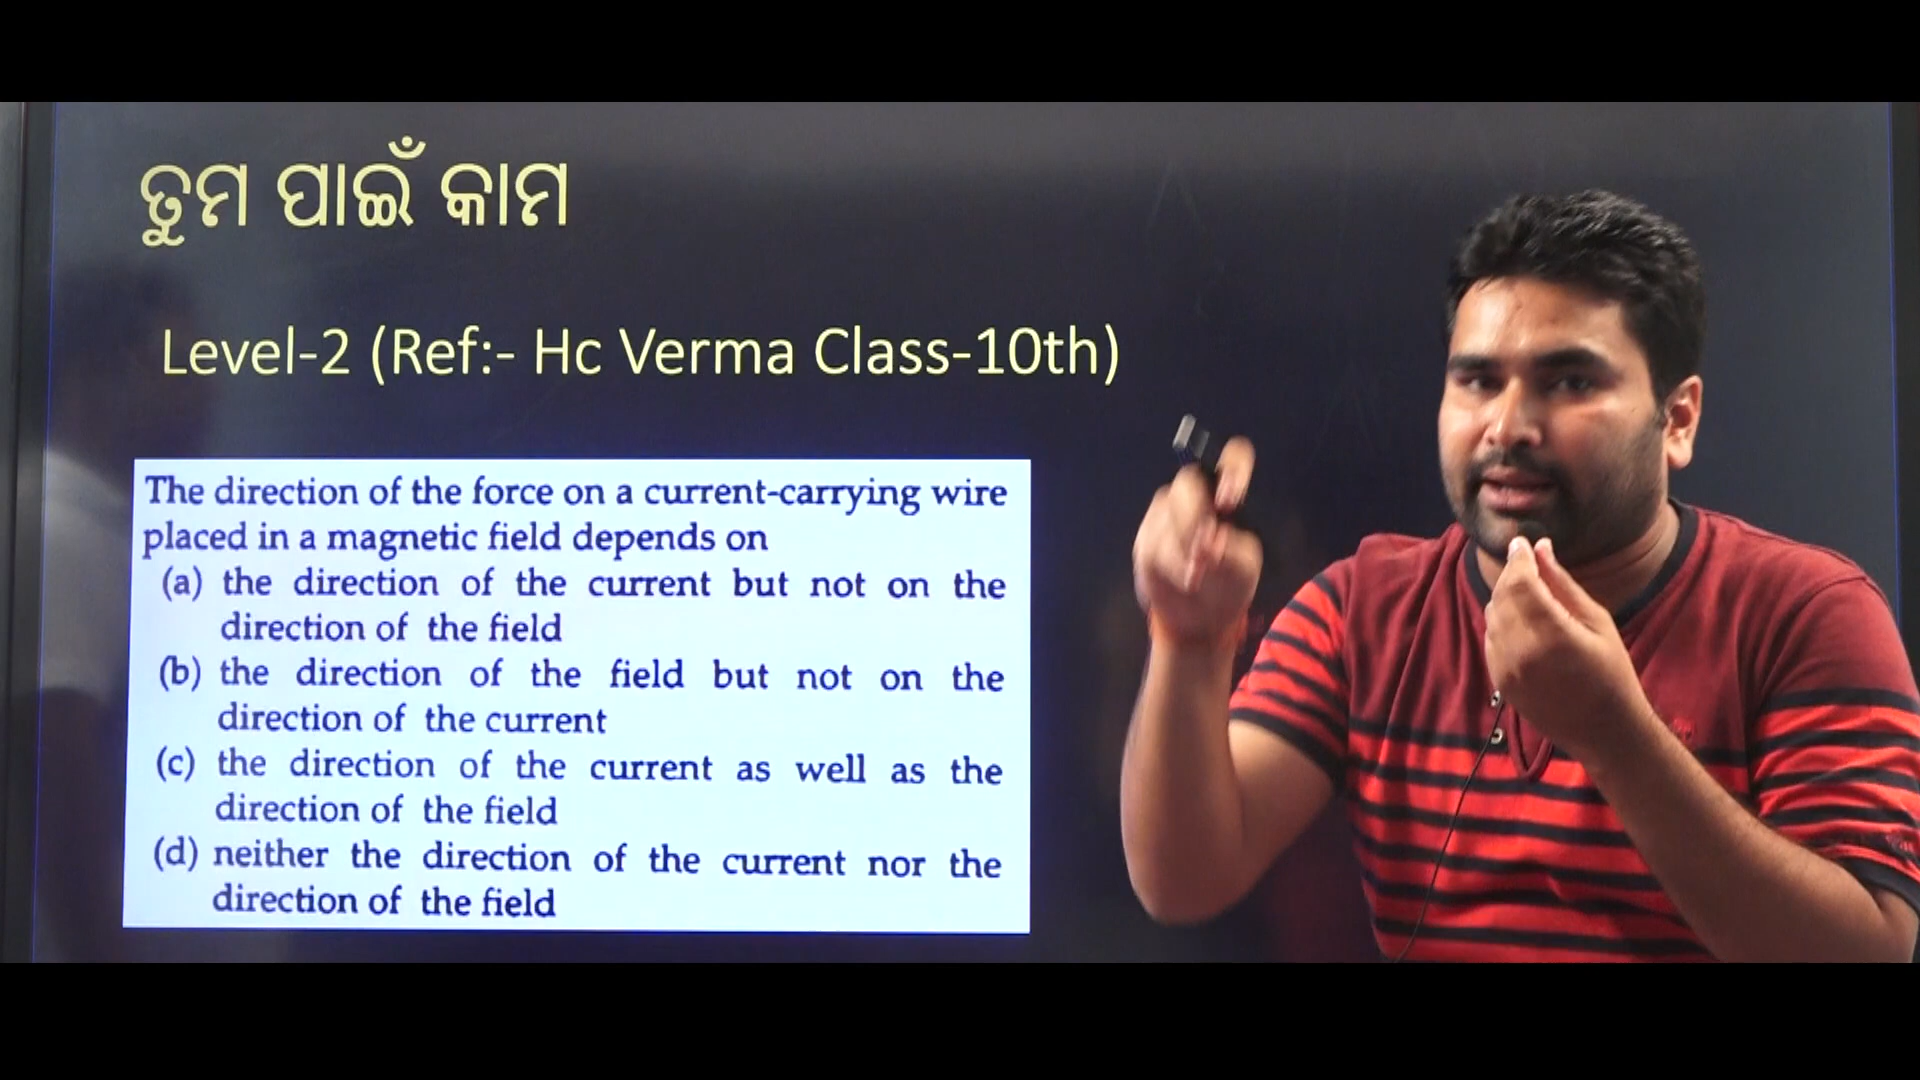 ତୁମ ପାଇଁ କାମ
Level-2 (Ref:- Hc Verma Class-10th)
The direction of the force on a current-carrying wire
placed in a magnetic field depends on
(a) the direction of the current but not on the
direction of the field
(b) the direction of the field but not on the
direction of the current
(c) the direction of the current as well as the
direction of the field
(d) neither the direction of the current nor the
direction of the field